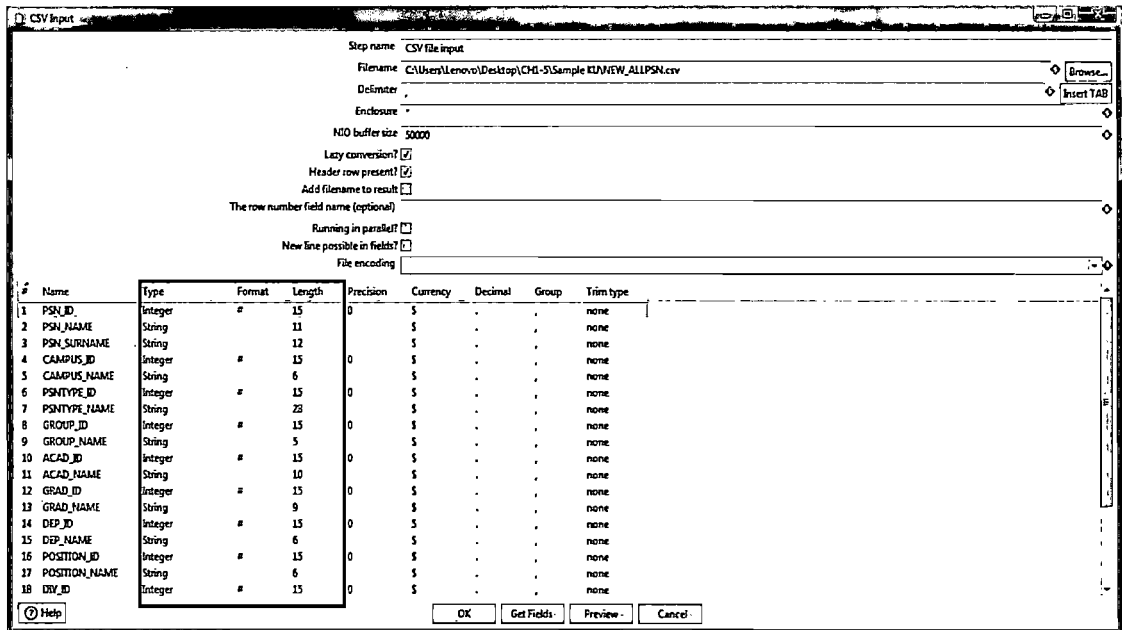 CSV Input
Step name CSV file input
Filename C:\Users\Lenovo\Desktop\CH1-5\Sample KU\NEW_ALLPSN.csv Browse...
Delimiter , Insert TAB
Enclosure "
NIO buffer size 50000
Lazy conversion?
Header row present?
Add filename to result
The row number field name (optional)
Running in parallel?
New line possible in fields?
File encoding
# Name Type Format Length Precision Currency Decimal Group Trim type
1 PSN_ID Integer # 15 0 $ . , none
2 PSN_NAME String 11 $ . , none
3 PSN_SURNAME String 12 $ . , none
4 CAMPUS_ID Integer # 15 0 $ . , none
5 CAMPUS_NAME String 6 $ . , none
6 PSNTYPE_ID Integer # 15 0 $ . , none
7 PSNTYPE_NAME String 23 $ . , none
8 GROUP_ID Integer # 15 0 $ . , none
9 GROUP_NAME String 5 $ . , none
10 ACAD_ID Integer # 15 0 $ . , none
11 ACAD_NAME String 10 $ . , none
12 GRAD_ID Integer # 15 0 $ . , none
13 GRAD_NAME String 9 $ . , none
14 DEP_ID Integer # 15 0 $ . , none
15 DEP_NAME String 6 $ . , none
16 POSITION_ID Integer # 15 0 $ . , none
17 POSITION_NAME String 6 $ . , none
18 DIV_ID Integer # 15 0 $ . , none
Help OK Get Fields Preview Cancel